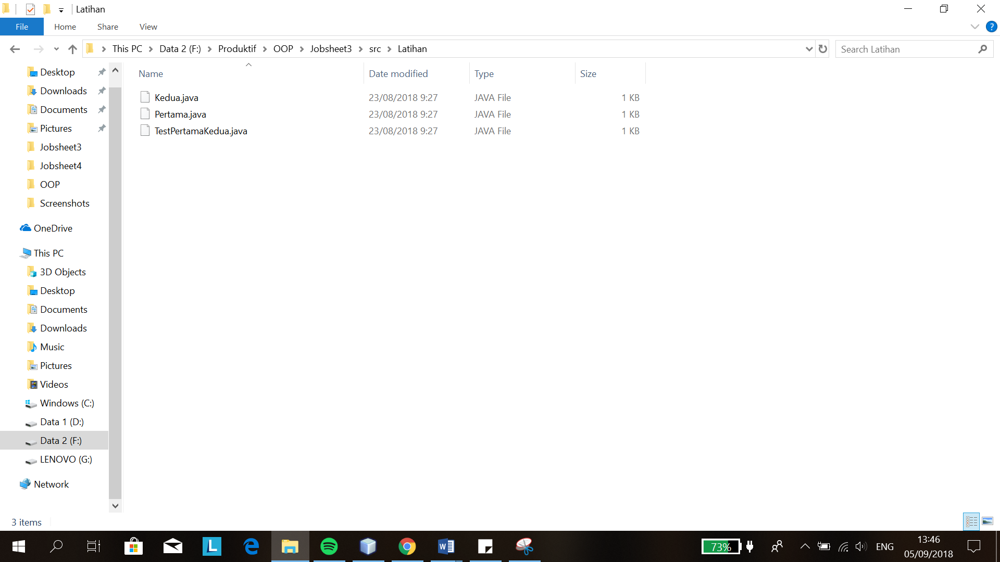 Latihan
File Home Share View
This PC Data 2 (F:) Produktif OOP Jobsheet3 src Latihan
Search Latihan
Desktop
Downloads
Documents
Pictures
Jobsheet3
Jobsheet4
OOP
Screenshots
OneDrive
This PC
3D Objects
Desktop
Documents
Downloads
Music
Pictures
Videos
Windows (C:)
Data 1 (D:)
Data 2 (F:)
LENOVO (G:)
Network
Name Date modified Type Size
Kedua.java 23/08/2018 9:27 JAVA File 1 KB
Pertama.java 23/08/2018 9:27 JAVA File 1 KB
TestPertamaKedua.java 23/08/2018 9:27 JAVA File 1 KB
3 items
73%
ENG
13:46
05/09/2018